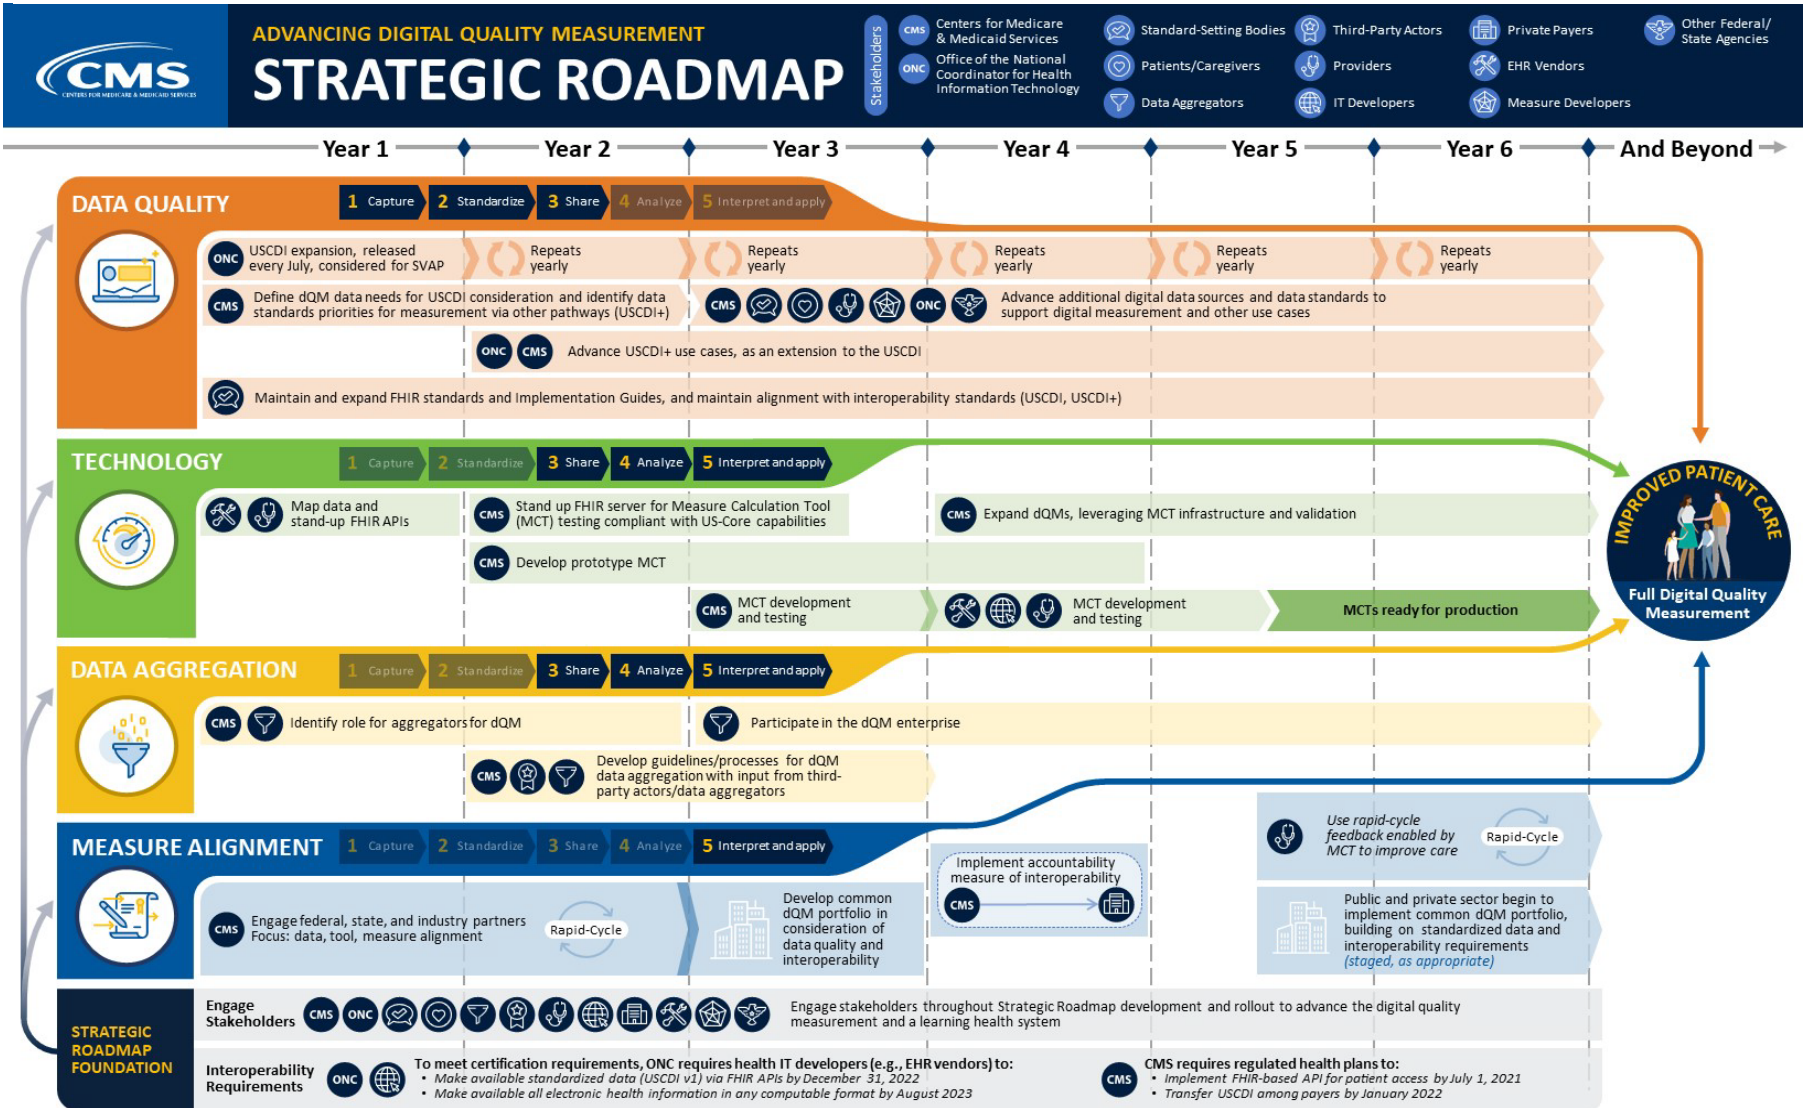 CMS
CENTERS FOR MEDICARE & MEDICAID SERVICES
ADVANCING DIGITAL QUALITY MEASUREMENT
STRATEGIC ROADMAP
Stakeholders
CMS
Centers for Medicare
& Medicaid Services
ONC
Office of the National
Coordinator for Health
Information Technology
Standard-Setting Bodies
Patients/Caregivers
Data Aggregators
Third-Party Actors
Providers
IT Developers
Private Payers
EHR Vendors
Measure Developers
Other Federal/
State Agencies
Year 1
Year 2
Year 3
Year 4
Year 5
Year 6
And Beyond
DATA QUALITY
1 Capture
2 Standardize
3 Share
4 Analyze
5 Interpret and apply
ONC
USCDI expansion, released
every July, considered for SVAP
Repeats
yearly
Repeats
yearly
Repeats
yearly
Repeats
yearly
Repeats
yearly
CMS
Define dQM data needs for USCDI consideration and identify data
standards priorities for measurement via other pathways (USCDI+)
CMS
ONC
Advance additional digital data sources and data standards to
support digital measurement and other use cases
ONC
CMS
Advance USCDI+ use cases, as an extension to the USCDI
Maintain and expand FHIR standards and Implementation Guides, and maintain alignment with interoperability standards (USCDI, USCDI+)
TECHNOLOGY
1 Capture
2 Standardize
3 Share
4 Analyze
5 Interpret and apply
Map data and
stand-up FHIR APIs
CMS
Stand up FHIR server for Measure Calculation Tool
(MCT) testing compliant with US-Core capabilities
CMS
Expand dQMs, leveraging MCT infrastructure and validation
CMS
Develop prototype MCT
CMS
MCT development
and testing
MCT development
and testing
MCTs ready for production
IMPROVED PATIENT CARE
Full Digital Quality
Measurement
DATA AGGREGATION
1 Capture
2 Standardize
3 Share
4 Analyze
5 Interpret and apply
CMS
Identify role for aggregators for dQM
Participate in the dQM enterprise
CMS
Develop guidelines/processes for dQM
data aggregation with input from third-
party actors/data aggregators
MEASURE ALIGNMENT
1 Capture
2 Standardize
3 Share
4 Analyze
5 Interpret and apply
CMS
Engage federal, state, and industry partners
Focus: data, tool, measure alignment
Rapid-Cycle
Develop common
dQM portfolio in
consideration of
data quality and
interoperability
Implement accountability
measure of interoperability
CMS
Use rapid-cycle
feedback enabled by
MCT to improve care
Rapid-Cycle
Public and private sector begin to
implement common dQM portfolio,
building on standardized data and
interoperability requirements
(staged, as appropriate)
STRATEGIC
ROADMAP
FOUNDATION
Engage
Stakeholders
CMS
ONC
Engage stakeholders throughout Strategic Roadmap development and rollout to advance the digital quality
measurement and a learning health system
Interoperability
Requirements
ONC
To meet certification requirements, ONC requires health IT developers (e.g., EHR vendors) to:
• Make available standardized data (USCDI v1) via FHIR APIs by December 31, 2022
• Make available all electronic health information in any computable format by August 2023
CMS
CMS requires regulated health plans to:
• Implement FHIR-based API for patient access by July 1, 2021
• Transfer USCDI among payers by January 2022